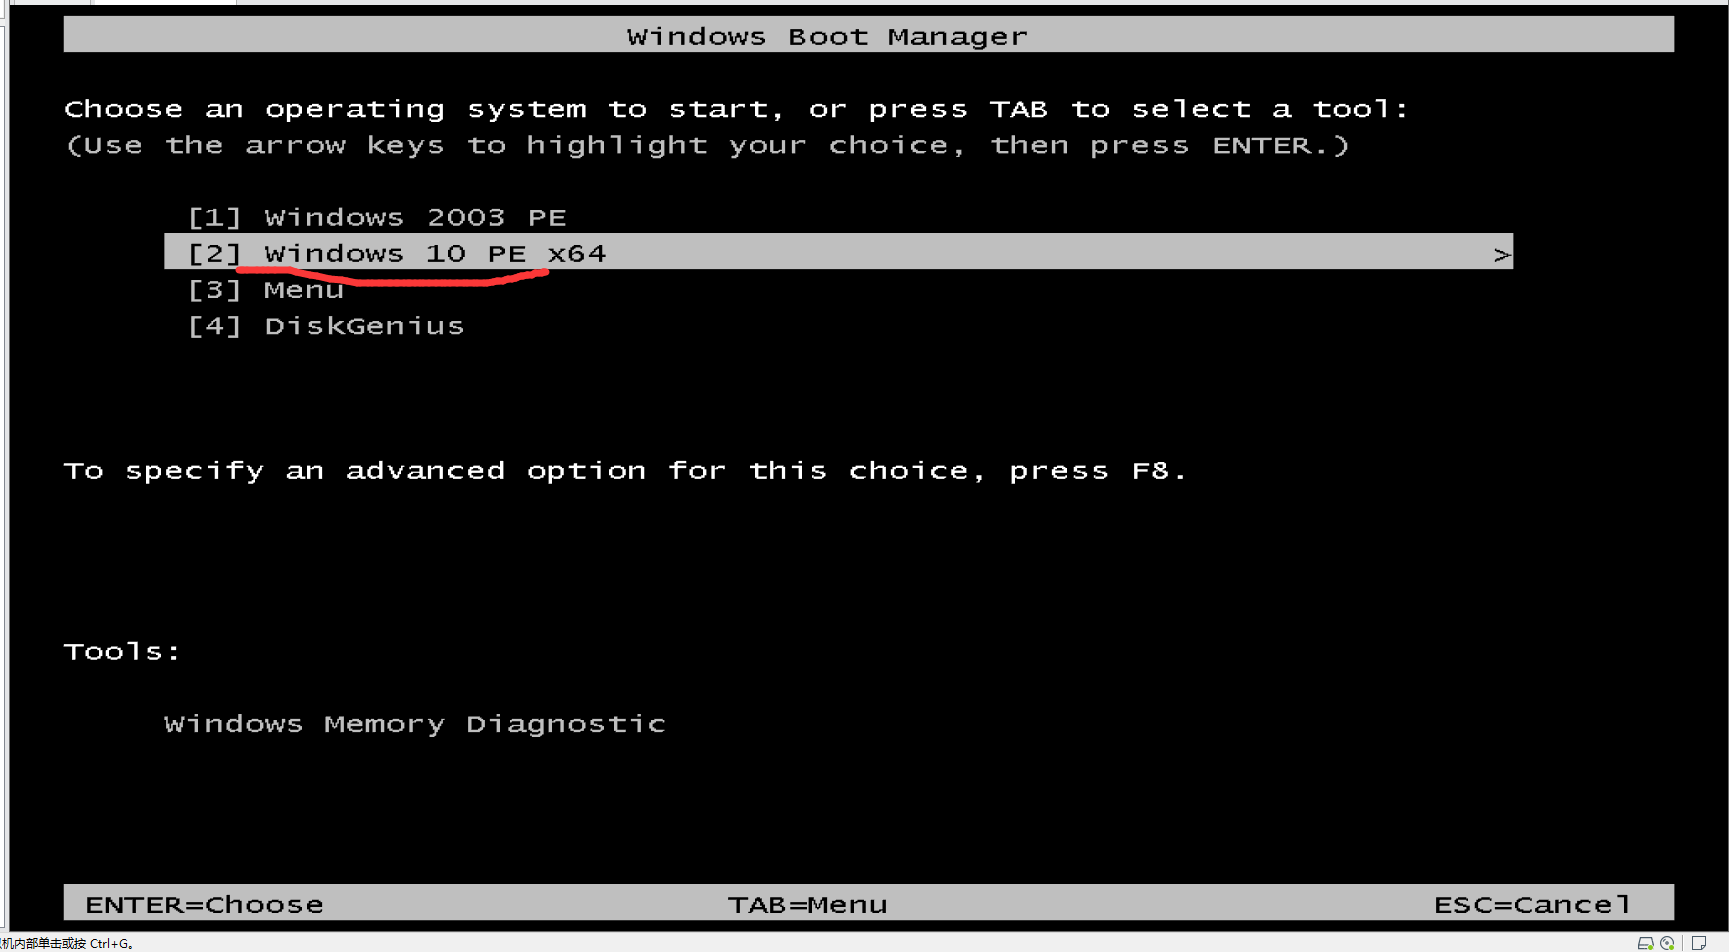 Windows Boot Manager
Choose an operating system to start, or press TAB to select a tool:
(Use the arrow keys to highlight your choice, then press ENTER.)
[1] Windows 2003 PE
[2] Windows 10 PE x64 >
[3] Menu
[4] DiskGenius
To specify an advanced option for this choice, press F8.
Tools:
Windows Memory Diagnostic
ENTER=Choose TAB=Menu ESC=Cancel
机内部单击或按 Ctrl+G。